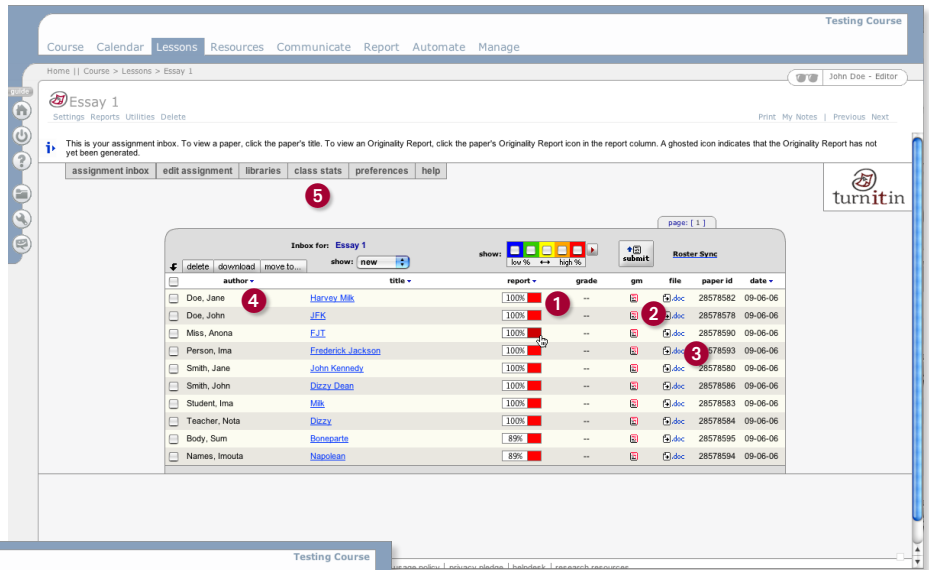 Testing Course
Course Calendar Lessons Resources Communicate Report Automate Manage
Home || Course > Lessons > Essay 1
John Doe - Editor
guide
Essay 1
Settings Reports Utilities Delete
Print My Notes | Previous Next
This is your assignment inbox. To view a paper, click the paper's title. To view an Originality Report, click the paper's Originality Report icon in the report column. A ghosted icon indicates that the Originality Report has not
yet been generated.
assignment inbox edit assignment libraries class stats preferences help
5
turnitin
page: [ 1 ]
Inbox for: Essay 1
show: new
show:
low % ↔ high %
submit
Roster Sync
delete download move to...
author title report grade gm file paper id date
Doe, Jane Harvey Milk 100% -- .doc 28578582 09-06-06
4
1
Doe, John JFK 100% -- .doc 28578578 09-06-06
2
Miss, Anona FJT 100% -- .doc 28578590 09-06-06
Person, Ima Frederick Jackson 100% -- .doc 578593 09-06-06
3
Smith, Jane John Kennedy 100% -- .doc 28578580 09-06-06
Smith, John Dizzy Dean 100% -- .doc 28578586 09-06-06
Student, Ima Milk 100% -- .doc 28578583 09-06-06
Teacher, Nota Dizzy 100% -- .doc 28578592 09-06-06
Body, Sum Boneparte 89% -- .doc 28578595 09-06-06
Names, Imouta Napolean 89% -- .doc 28578594 09-06-06
Testing Course
usage policy | privacy pledge | helpdesk | research resources